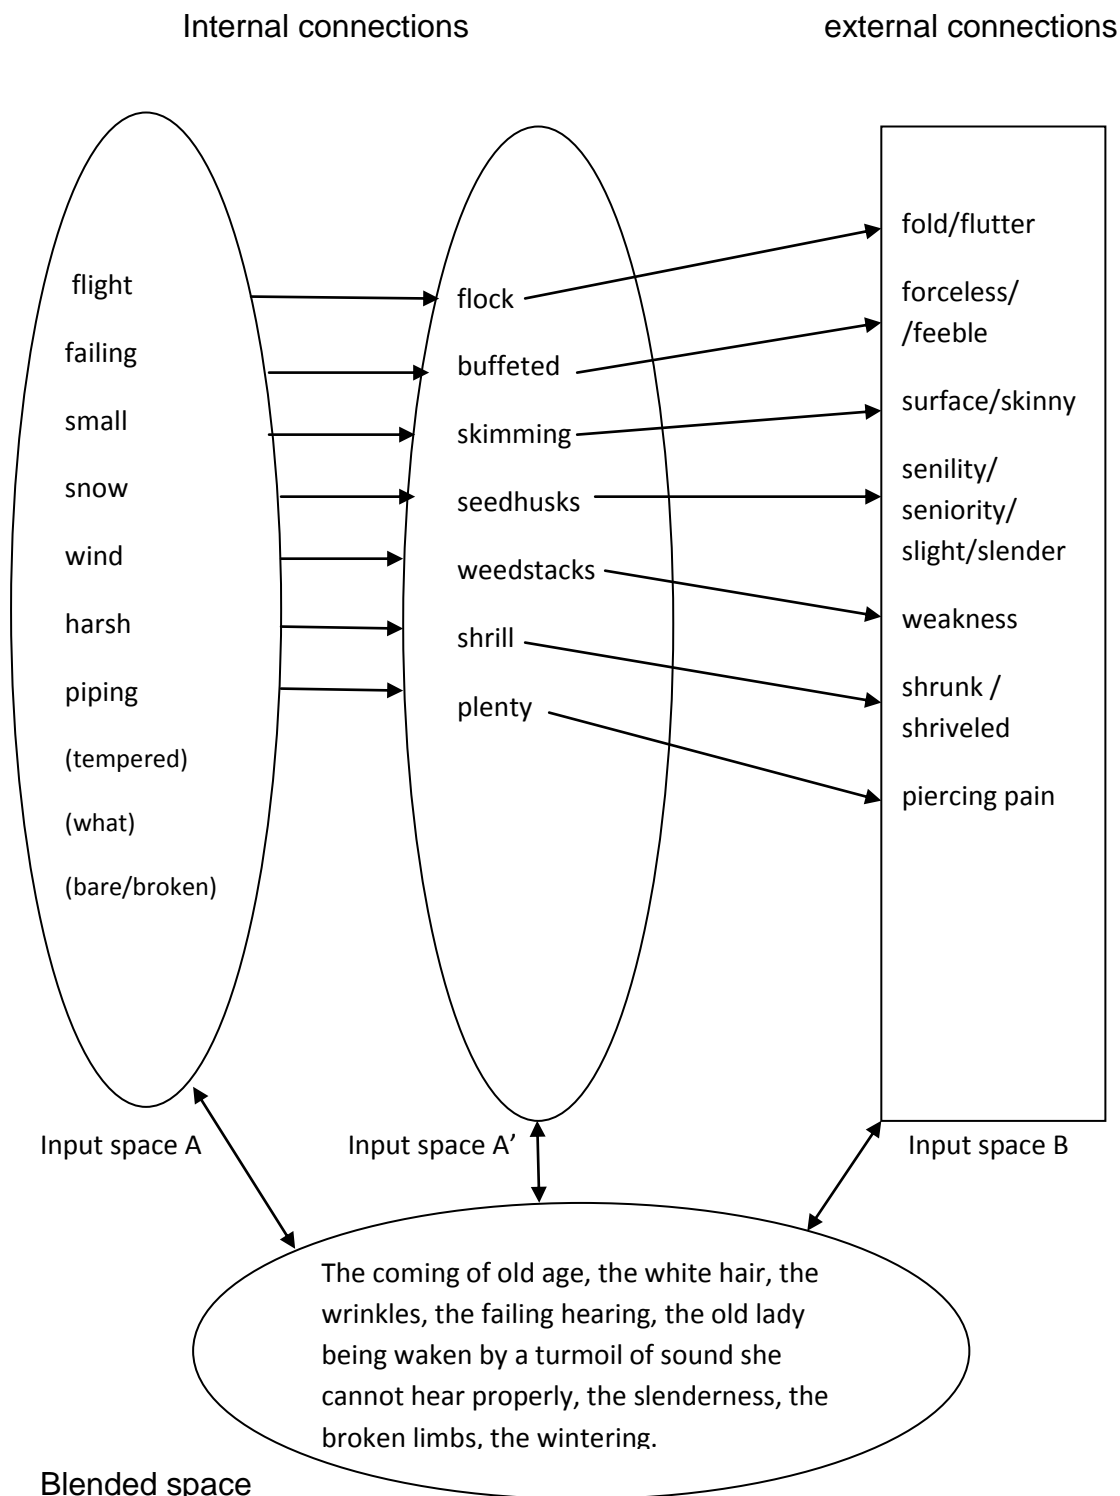 Internal connections
external connections
flight
failing
small
snow
wind
harsh
piping
(tempered)
(what)
(bare/broken)
flock
buffeted
skimming
seedhusks
weedstacks
shrill
plenty
fold/flutter
forceless/
/feeble
surface/skinny
senility/
seniority/
slight/slender
weakness
shrunk /
shriveled
piercing pain
Input space A
Input space A’
Input space B
The coming of old age, the white hair, the
wrinkles, the failing hearing, the old lady
being waken by a turmoil of sound she
cannot hear properly, the slenderness, the
broken limbs, the wintering.
Blended space